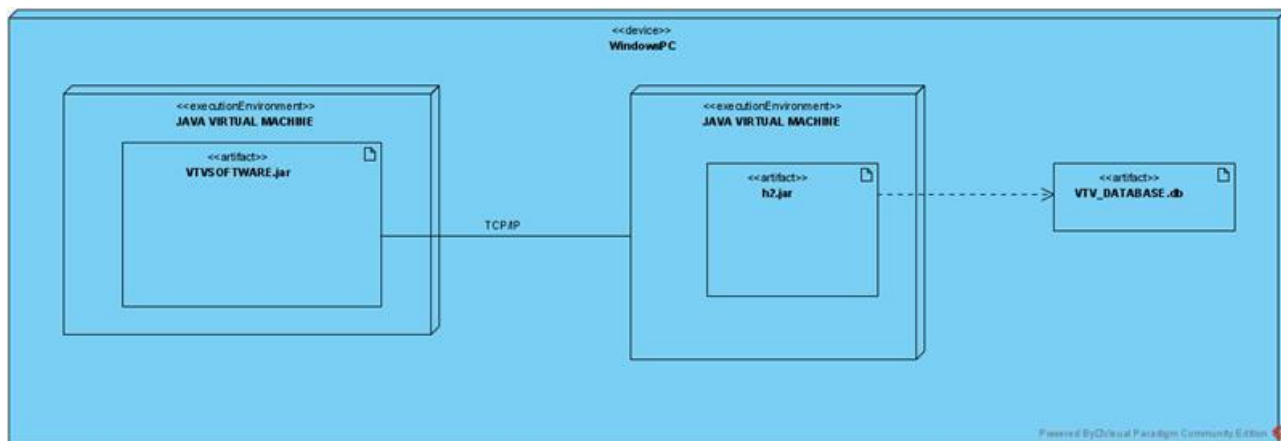 <<device>>
WindowsPC
<<executionEnvironment>>
JAVA VIRTUAL MACHINE
<<artifact>>
VTVSOFTWARE.jar
TCP/IP
<<executionEnvironment>>
JAVA VIRTUAL MACHINE
<<artifact>>
h2.jar
<<artifact>>
VTV_DATABASE.db
Powered By Visual Paradigm Community Edition